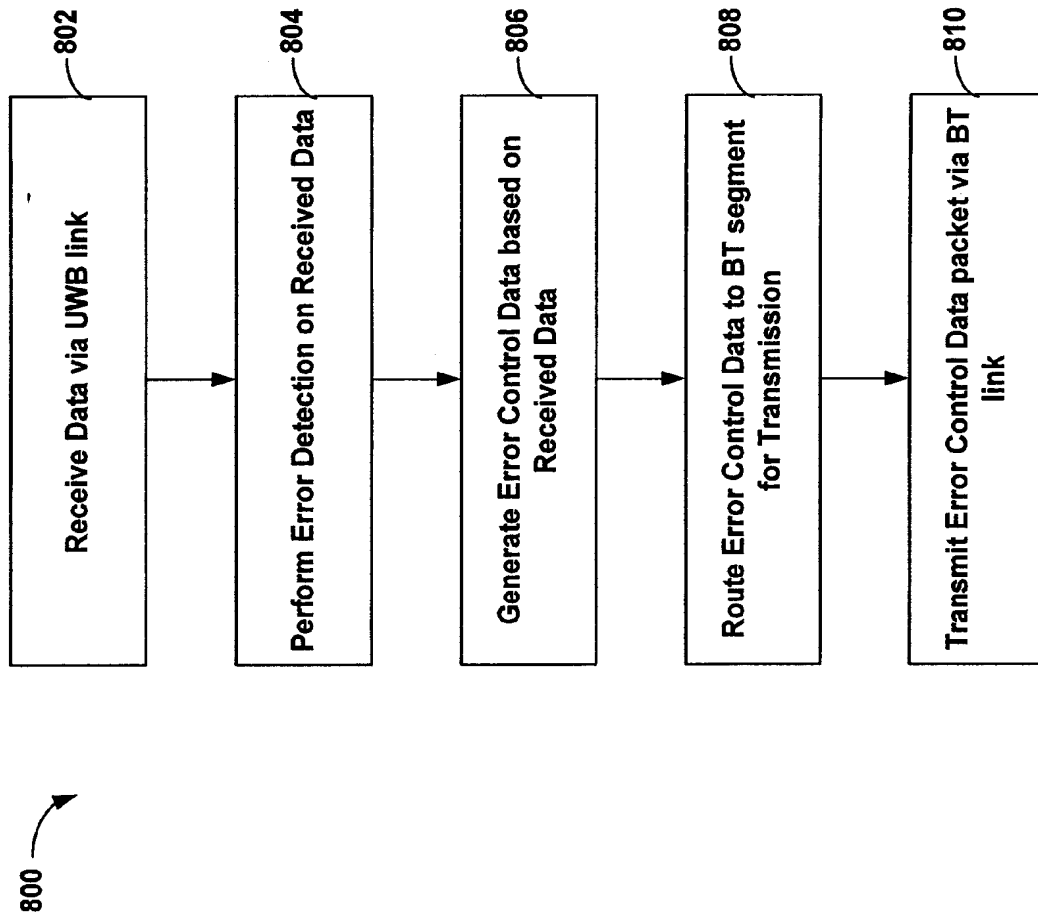 800
802
Receive Data via UWB link
804
Perform Error Detection on Received Data
806
Generate Error Control Data based on
Received Data
808
Route Error Control Data to BT segment
for Transmission
810
Transmit Error Control Data packet via BT
link